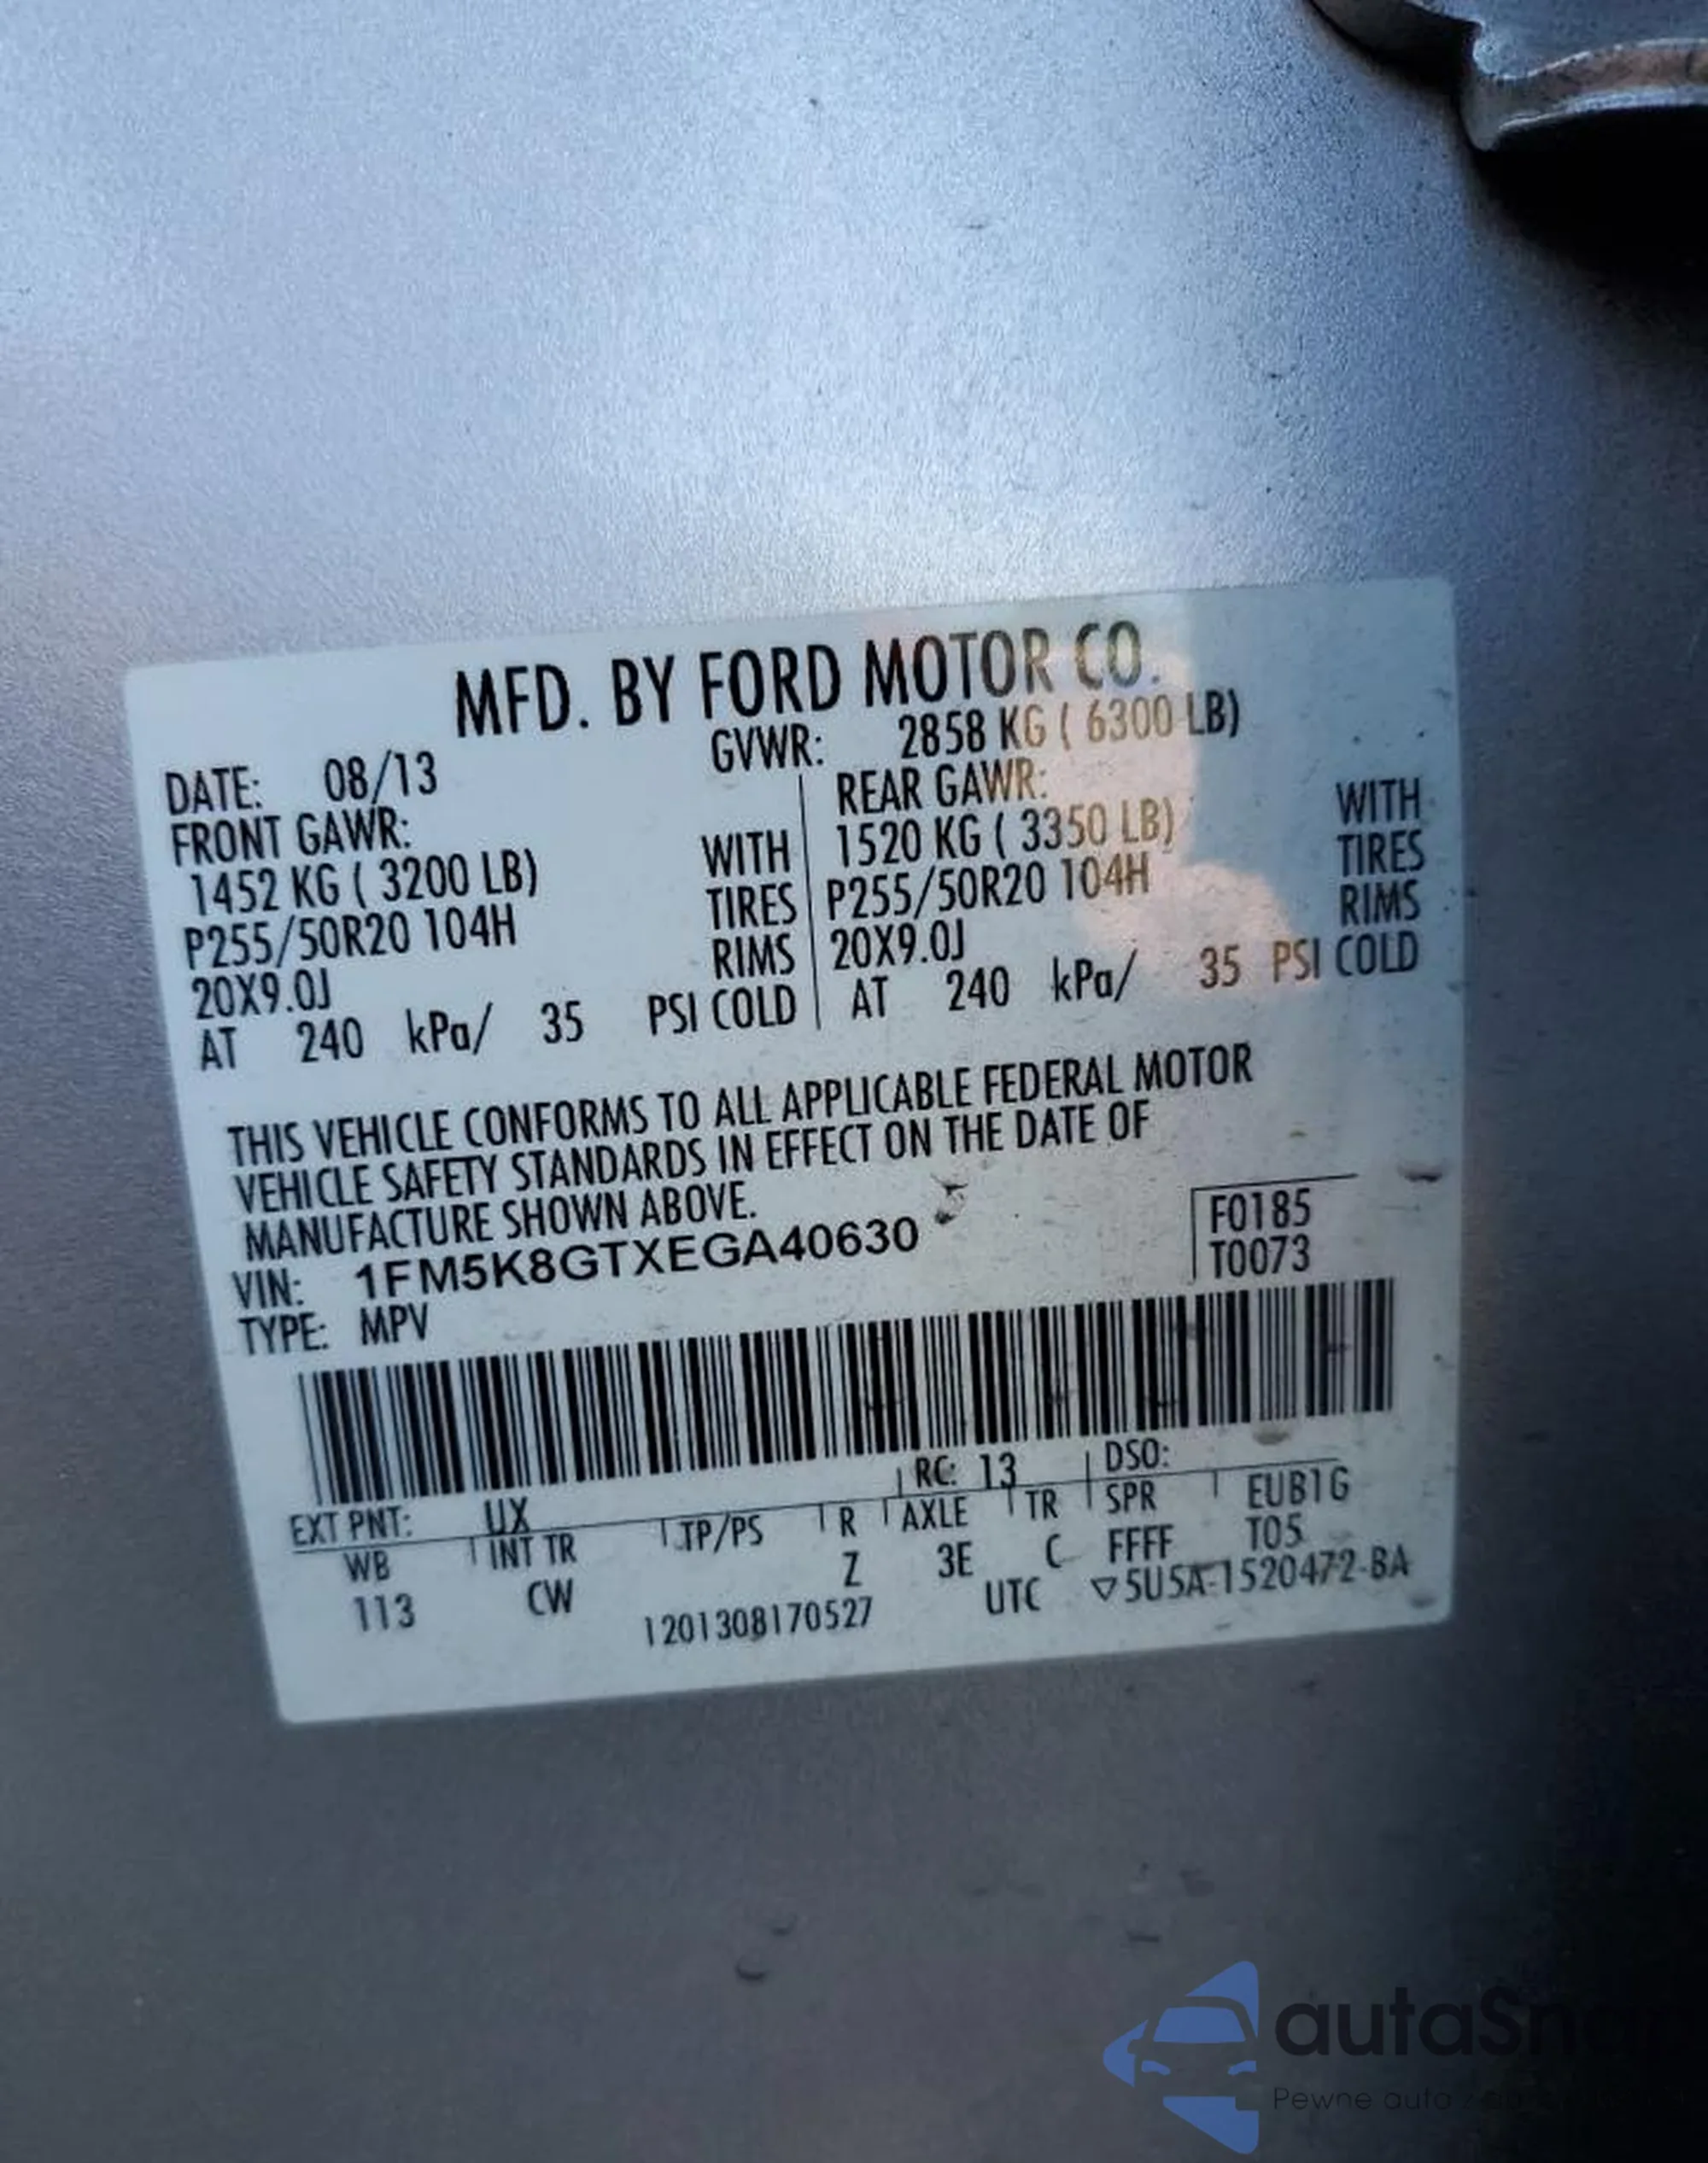 MFD. BY FORD MOTOR CO.
DATE: 08/13 GVWR: 2858 KG ( 6300 LB)
FRONT GAWR: REAR GAWR:
1452 KG ( 3200 LB) WITH 1520 KG ( 3350 LB) WITH
P255/50R20 104H TIRES P255/50R20 104H TIRES
20X9.0J RIMS 20X9.0J RIMS
AT 240 kPa/ 35 PSI COLD AT 240 kPa/ 35 PSI COLD
THIS VEHICLE CONFORMS TO ALL APPLICABLE FEDERAL MOTOR
VEHICLE SAFETY STANDARDS IN EFFECT ON THE DATE OF
MANUFACTURE SHOWN ABOVE.
VIN: 1FM5K8GTXEGA40630 F0185
TYPE: MPV T0073
EXT PNT: UX RC: 13 DSO:
WB INT TR TP/PS R AXLE TR SPR EUB1G
113 CW Z 3E C FFFF T05
1201308170527 UTC ▽5U5A-1520472-BA
Pewne auta z